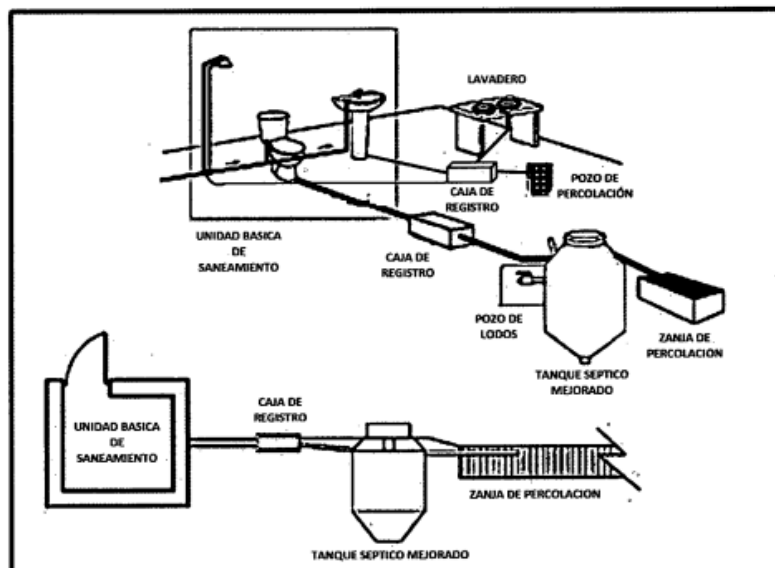 LAVADERO
POZO DE
PERCOLACIÓN
CAJA DE
REGISTRO
UNIDAD BASICA
DE
SANEAMIENTO
CAJA DE
REGISTRO
POZO DE
LODOS
ZANJA DE
PERCOLACION
TANQUE SEPTICO
MEJORADO
CAJA DE
REGISTRO
UNIDAD BASICA
DE
SANEAMIENTO
ZANJA DE PERCOLACION
TANQUE SEPTICO MEJORADO